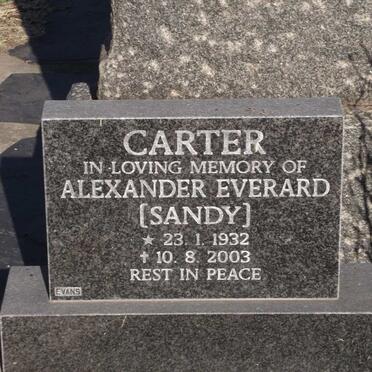 CARTER
IN LOVING MEMORY OF
ALEXANDER EVERARD
[SANDY]
★ 23. 1. 1932
✝ 10. 8. 2003
REST IN PEACE
EVANS